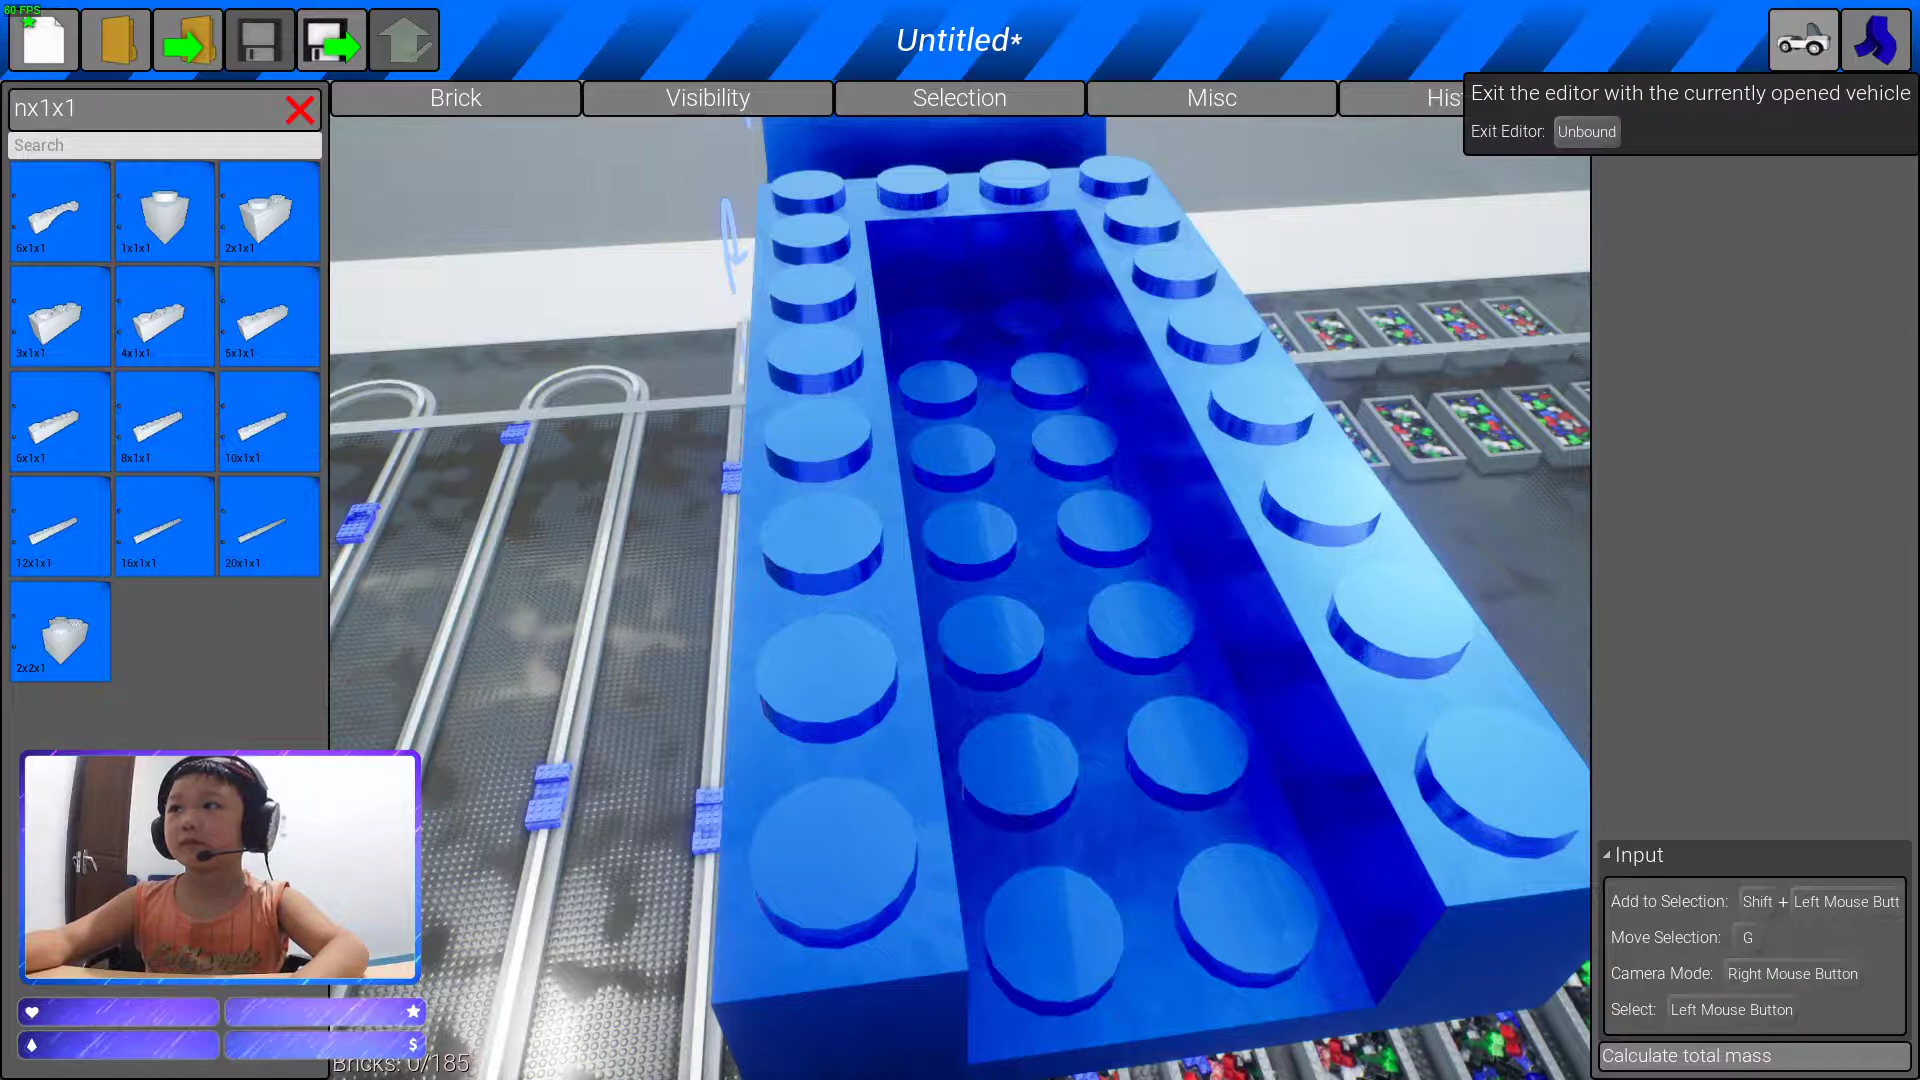 60 FPS
Untitled*
nx1x1
Search
Brick
Visibility
Selection
Misc
His
Exit the editor with the currently opened vehicle
Exit Editor: Unbound
6x1x1
1x1x1
2x1x1
3x1x1
4x1x1
5x1x1
6x1x1
8x1x1
10x1x1
12x1x1
16x1x1
20x1x1
2x2x1
Input
Add to Selection: Shift + Left Mouse Butt
Move Selection: G
Camera Mode: Right Mouse Button
Select: Left Mouse Button
Calculate total mass
$
Bricks: 0/185